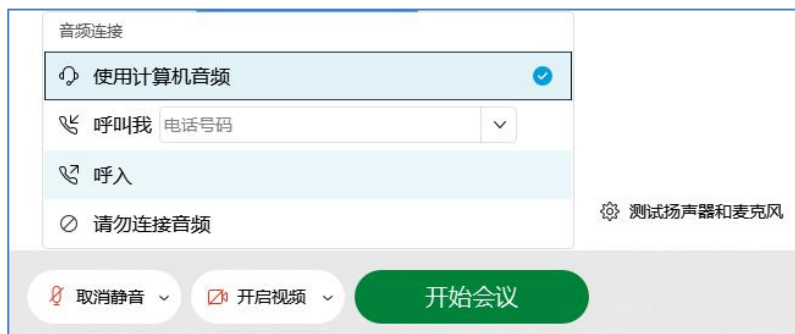 音频连接
使用计算机音频
呼叫我 电话号码
呼入
请勿连接音频
测试扬声器和麦克风
取消静音 开启视频 开始会议